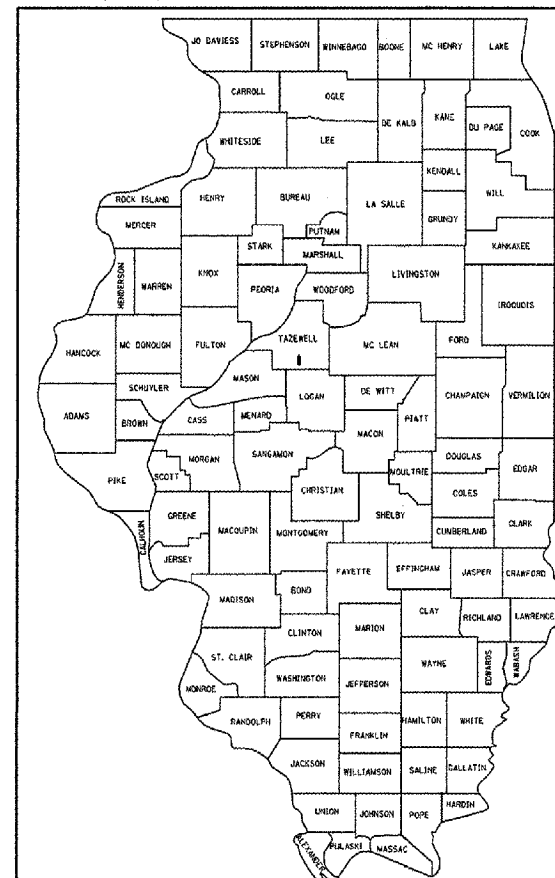 JO DAVIESS
STEPHENSON
WINNEBAGO
BOONE
MC HENRY
LAKE
CARROLL
OGLE
DE KALB
KANE
DU PAGE
COOK
WHITESIDE
LEE
KENDALL
WILL
ROCK ISLAND
HENRY
BUREAU
LA SALLE
GRUNDY
MERCER
PUTNAM
KANKAKEE
STARK
MARSHALL
HENDERSON
WARREN
KNOX
PEORIA
WOODFORD
LIVINGSTON
IROQUOIS
HANCOCK
MC DONOUGH
FULTON
TAZEWELL
MC LEAN
FORD
MASON
SCHUYLER
LOGAN
DE WITT
CHAMPAIGN
VERMILION
ADAMS
BROWN
CASS
MENARD
PIATT
MACON
PIKE
SCOTT
MORGAN
SANGAMON
MOULTRIE
DOUGLAS
EDGAR
CHRISTIAN
COLES
GREENE
MACOUPIN
MONTGOMERY
SHELBY
CUMBERLAND
CLARK
CALHOUN
JERSEY
FAYETTE
EFFINGHAM
JASPER
CRAWFORD
MADISON
BOND
CLAY
RICHLAND
LAWRENCE
CLINTON
MARION
ST. CLAIR
WAYNE
EDWARDS
WABASH
WASHINGTON
JEFFERSON
MONROE
RANDOLPH
PERRY
HAMILTON
WHITE
FRANKLIN
JACKSON
WILLIAMSON
SALINE
GALLATIN
UNION
JOHNSON
POPE
HARDIN
ALEXANDER
PULASKI
MASSAC